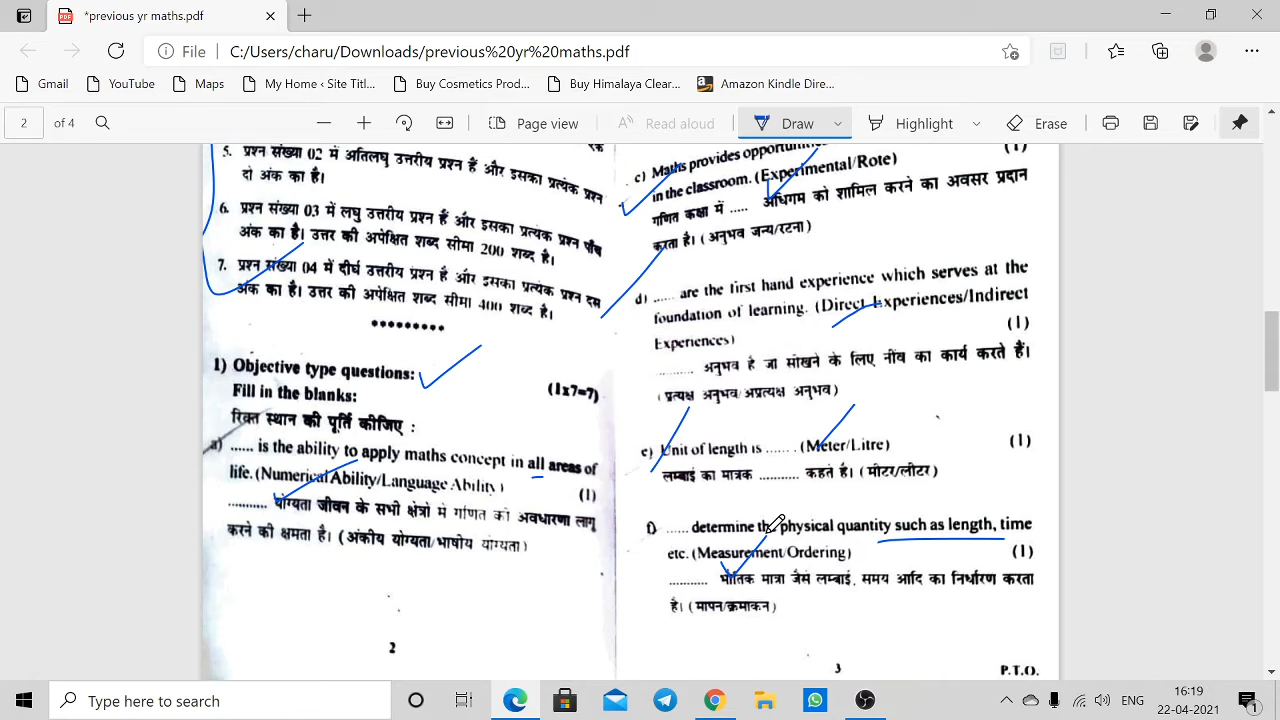 *previous yr maths.pdf
File
C:/Users/charu/Downloads/previous%20yr%20maths.pdf
Gmail
YouTube
My Home ( Site Titl...
Buy Cosmetics Prod...
Buy Himalaya Groce...
Amazon Kindle Dire...
2 of 4
Page view
Read aloud
Draw
Highlight
Erase
5. प्रश्न संख्या 02 में अतिलघु उत्तरीय प्रश्न हैं और इसका प्रत्येक प्रश्न
दो अंक का है।
6. प्रश्न संख्या 03 में लघु उत्तरीय प्रश्न हैं और इसका प्रत्येक प्रश्न पाँच
अंक का है। उत्तर की अपेक्षित शब्द सीमा 200 शब्द है।
7. प्रश्न संख्या 04 में दीर्घ उत्तरीय प्रश्न है और इसका प्रत्येक प्रश्न दस
अंक का है। उत्तर की अपेक्षित शब्द सीमा 400 शब्द है।
*********
1) Objective type questions:
Fill in the blanks: (1x7=7)
रिक्त स्थान की पूर्ति कीजिए :
a) ...... is the ability to apply maths concept in all areas of
life. (Numerical Ability/Language Ability) (1)
........... योग्यता जीवन के सभी क्षेत्रो मे गणित की अवधारणा लागू
करने की क्षमता है। (अंकीय योग्यता/भाषीय योग्यता)
2
c) Maths provides (1)
in the classroom. (Experimental/Rote)
गणित कक्षा में ..... अधिगम को शामिल करने का अवसर प्रदान
करता है। (अनुभव जन्य/रटना)
d) ...... are the first hand experience which serves at the
foundation of learning. (Direct Experiences/Indirect
Experiences) (1)
.......... अनुभव है जो सीखने के लिए नींव का कार्य करते हैं।
(प्रत्यक्ष अनुभव/अप्रत्यक्ष अनुभव)
e) Unit of length is ...... . (Meter/Litre) (1)
लम्बाई का मात्रक ........... कहते है। (मीटर/लीटर)
f) ...... determine the physical quantity such as length, time
etc. (Measurement/Ordering) (1)
........... भौतिक मात्रा जैसे लम्बाई, समय आदि का निर्धारण करता
है। (मापन/क्रमाकन)
3 P.T.O.
Type here to search
ENG
16:19
22-04-2021
1